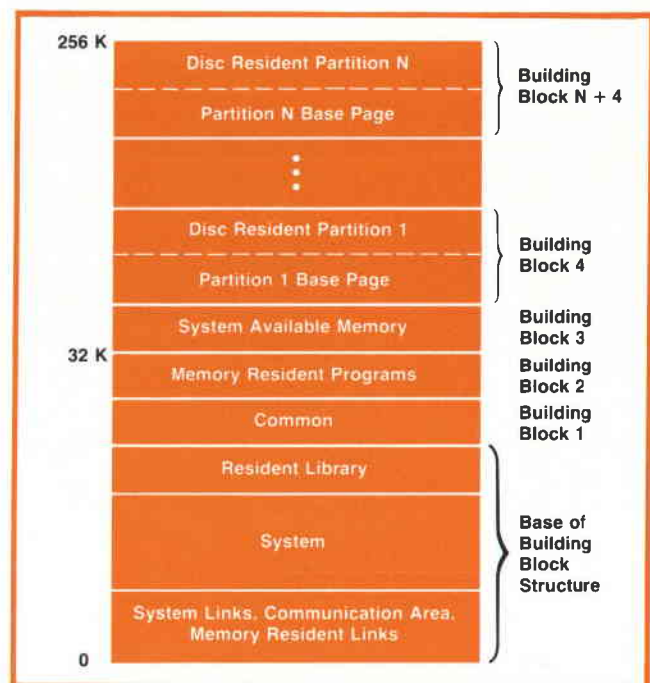 256 K
Disc Resident Partition N
Partition N Base Page
Building
Block N + 4
Disc Resident Partition 1
Partition 1 Base Page
Building
Block 4
System Available Memory
Building
Block 3
32 K
Memory Resident Programs
Building
Block 2
Common
Building
Block 1
Resident Library
System
System Links, Communication Area,
Memory Resident Links
Base of
Building
Block
Structure
0